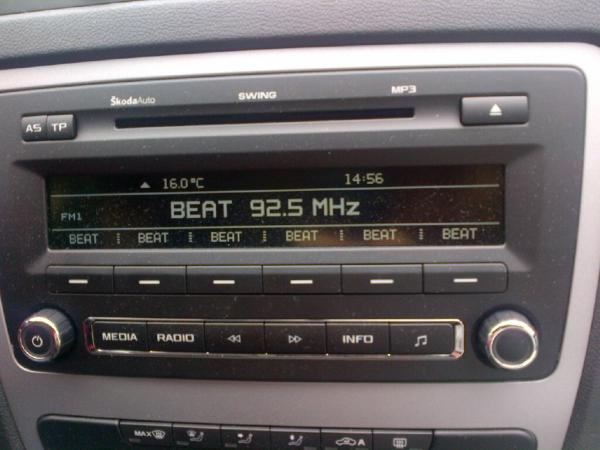 ŠkodaAuto SWING MP3
AS TP
16.0°C 14:56
FM1 BEAT 92.5 MHz
BEAT BEAT BEAT BEAT BEAT BEAT
MEDIA RADIO INFO
MAX A